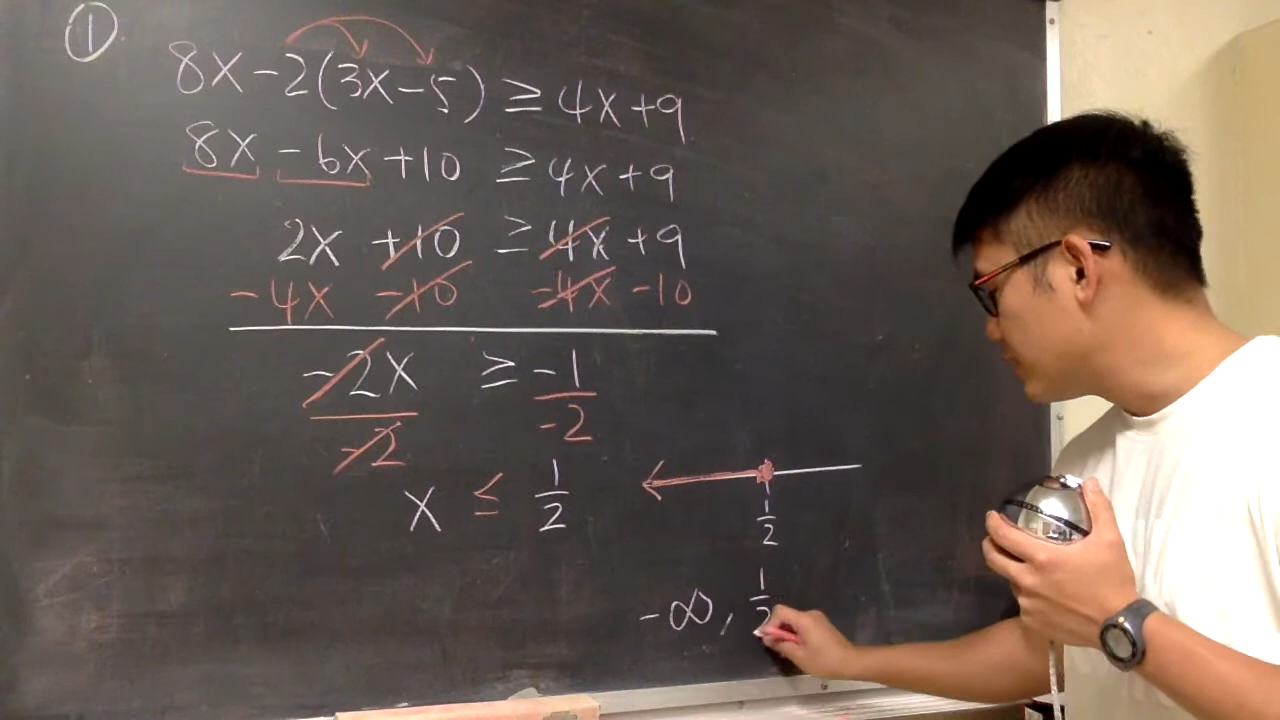 ①
8x-2(3x-5) ≥ 4x+9
8x -6x +10 ≥ 4x+9
2x +10 ≥ 4x +9
-4x -10 -4x -10
-2x ≥ -1
-2 -2
x ≤ 1/2
1/2
-∞, 1/2